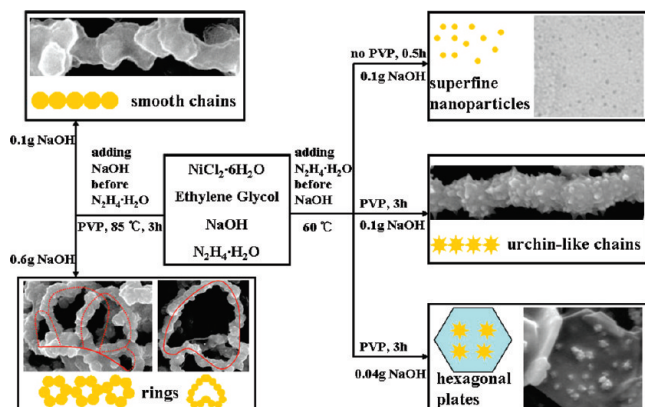 smooth chains
0.1g NaOH
adding
NaOH
before
N₂H₄·H₂O
PVP, 85 ℃, 3h
0.6g NaOH
rings
NiCl₂·6H₂O
Ethylene Glycol
NaOH
N₂H₄·H₂O
adding
N₂H₄·H₂O
before
NaOH
60 ℃
no PVP, 0.5h
0.1g NaOH
superfine
nanoparticles
PVP, 3h
0.1g NaOH
urchin-like chains
PVP, 3h
0.04g NaOH
hexagonal
plates